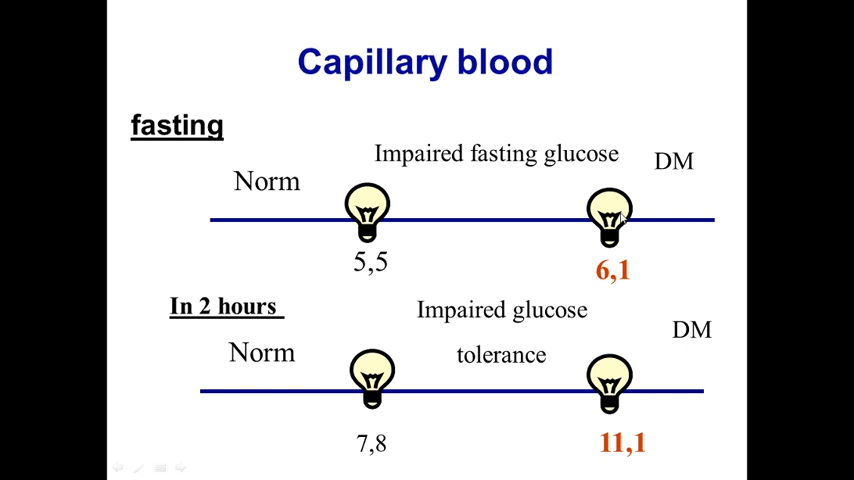 Capillary blood
fasting
Impaired fasting glucose
DM
Norm
5,5
6,1
In 2 hours
Impaired glucose
tolerance
DM
Norm
7,8
11,1